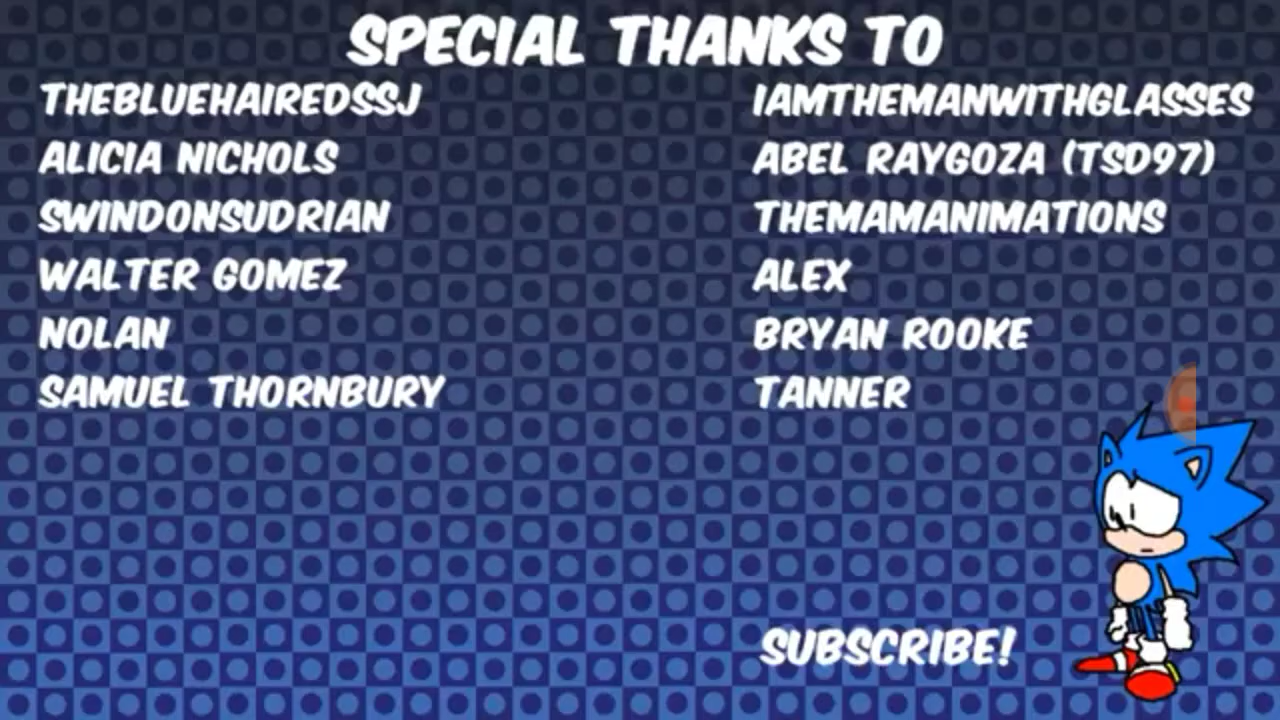 SPECIAL THANKS TO
THEBLUEHAIREDSSJ
ALICIA NICHOLS
SWINDONSUDRIAN
WALTER GOMEZ
NOLAN
SAMUEL THORNBURY
IAMTHEMANWITHGLASSES
ABEL RAYGOZA (TSD97)
THEMAMANIMATIONS
ALEX
BRYAN ROOKE
TANNER
SUBSCRIBE!